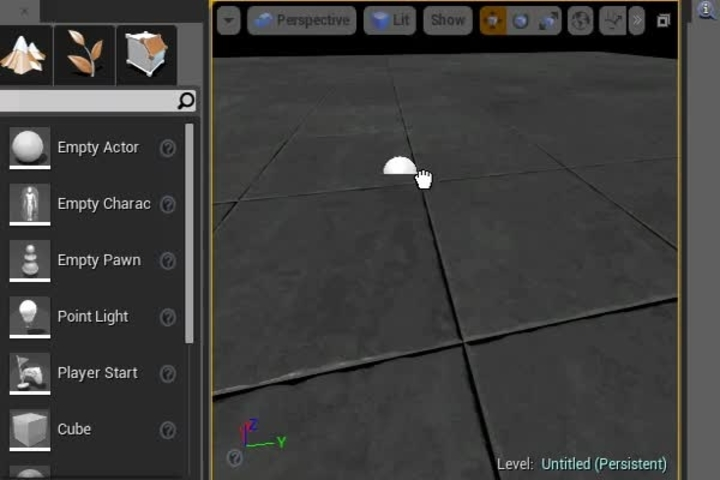 Perspective
Lit
Show
Empty Actor
Empty Charac
Empty Pawn
Point Light
Player Start
Cube
Z
Y
Level: Untitled (Persistent)